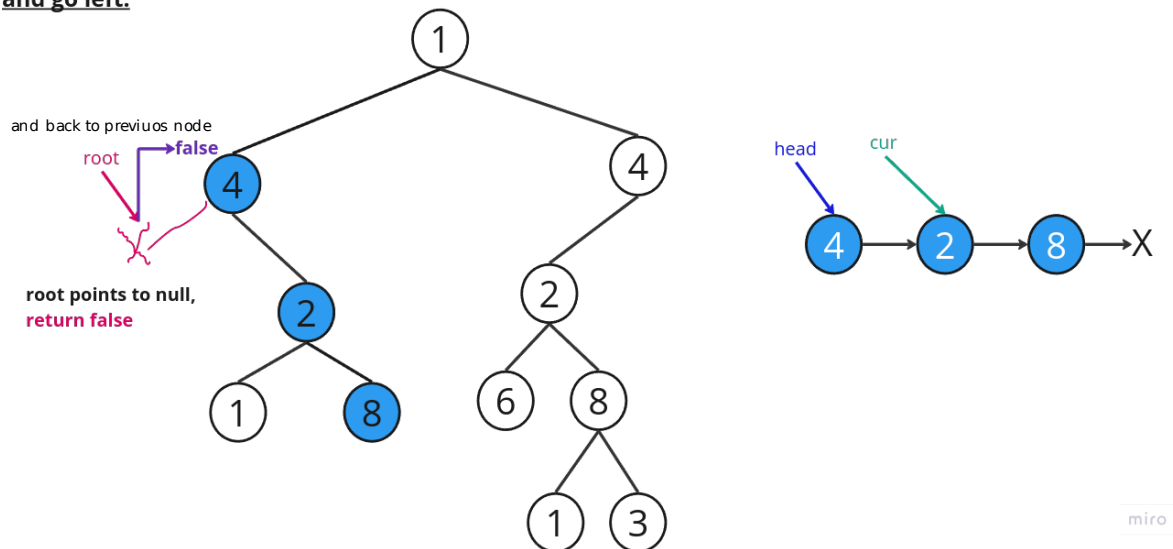 and go left.
1
and back to previuos node
root
false
4
4
head
cur
4
2
8
X
root points to null,
return false
2
2
1
8
6
8
1
3
miro